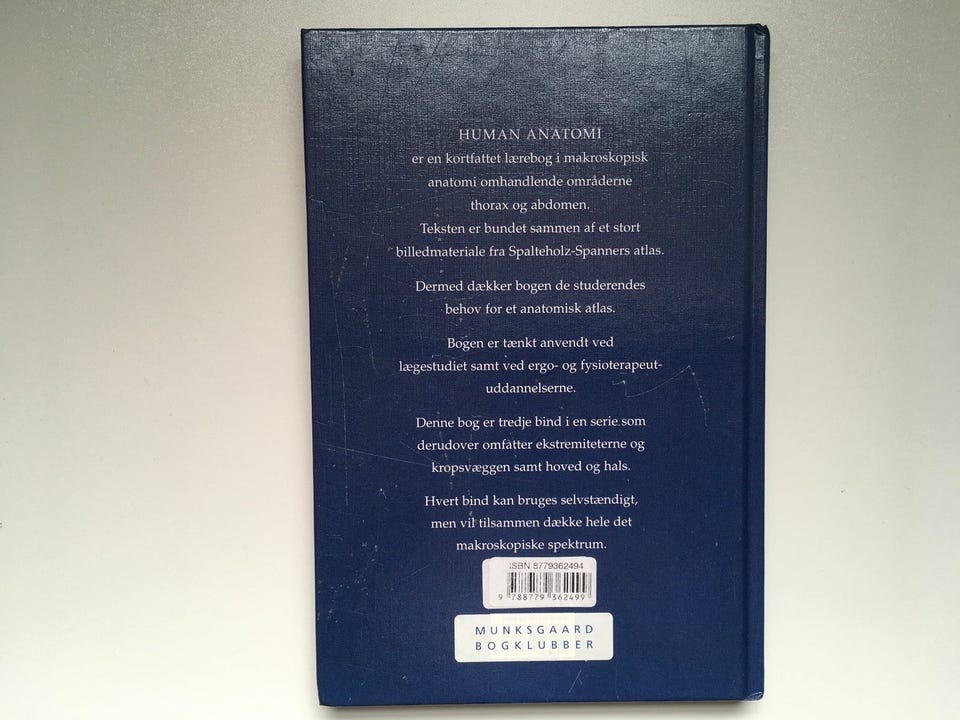 HUMAN ANATOMI
er en kortfattet lærebog i makroskopisk
anatomi omhandlende områderne
thorax og abdomen.
Teksten er bundet sammen af et stort
billedmateriale fra Spalteholz-Spanners atlas.
Dermed dækker bogen de studerendes
behov for et anatomisk atlas.
Bogen er tænkt anvendt ved
lægestudiet samt ved ergo- og fysioterapeut-
uddannelserne.
Denne bog er tredje bind i en serie som
derudover omfatter ekstremiteterne og
kropsvæggen samt hoved og hals.
Hvert bind kan bruges selvstændigt,
men vil tilsammen dække hele det
makroskopiske spektrum.
ISBN 8779362494
9 788779 362499
MUNKSGAARD
BOGKLUBBER